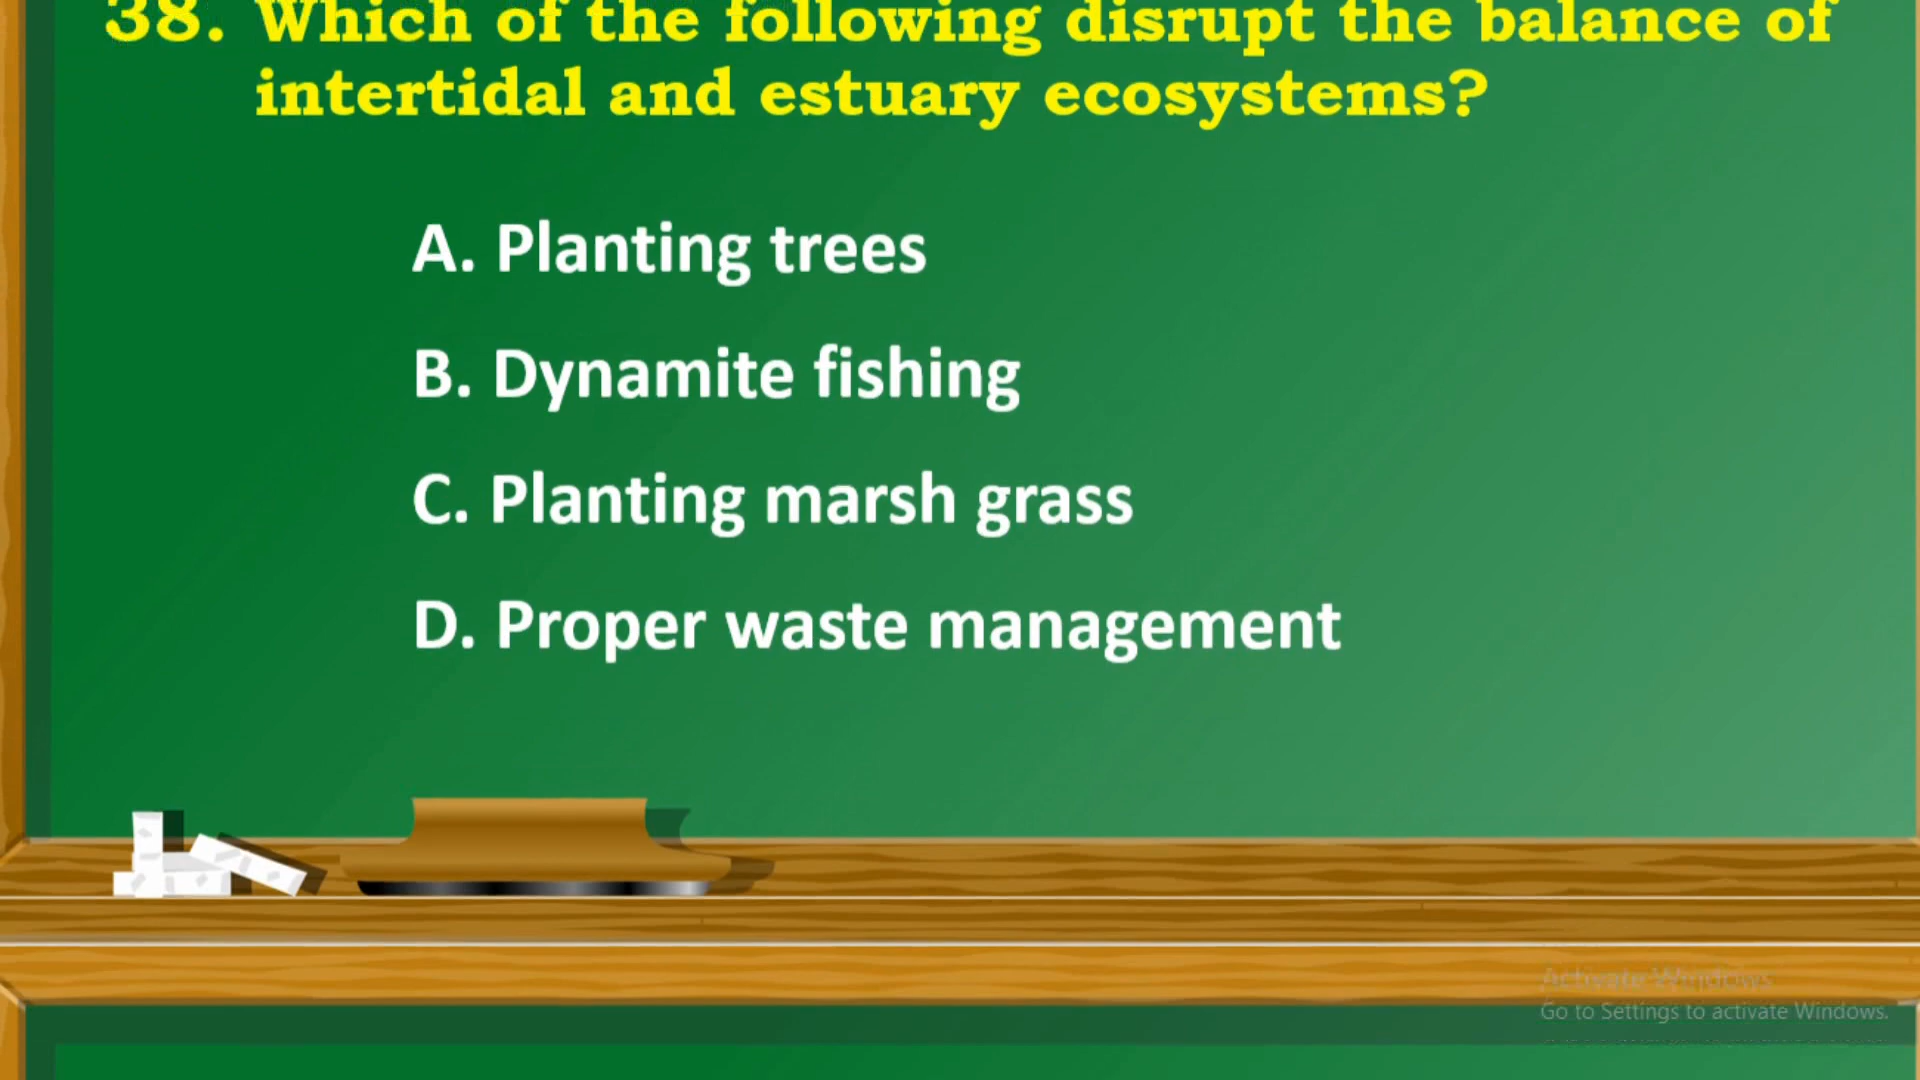 38. Which of the following disrupt the balance of
intertidal and estuary ecosystems?
A. Planting trees
B. Dynamite fishing
C. Planting marsh grass
D. Proper waste management
Activate Windows
Go to Settings to activate Windows.